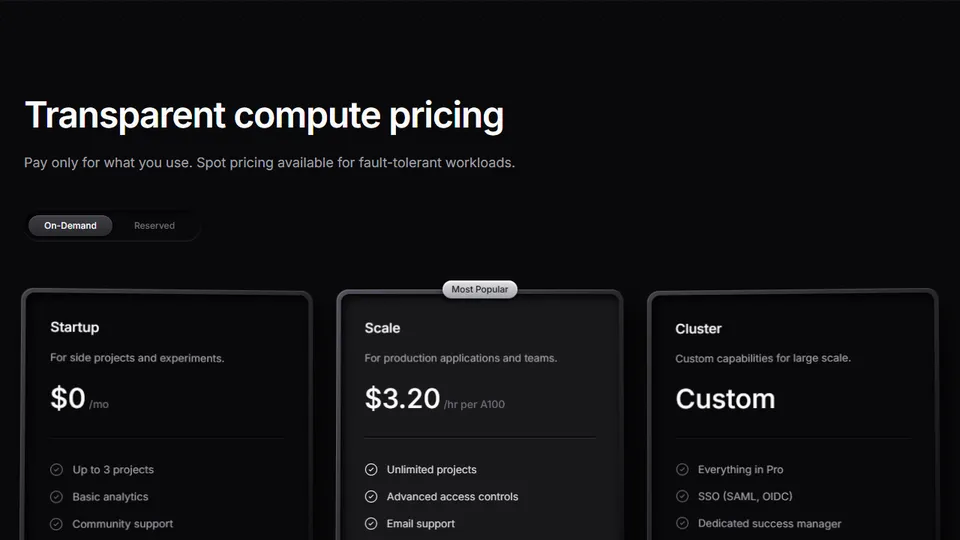 Transparent compute pricing
Pay only for what you use. Spot pricing available for fault-tolerant workloads.
On-Demand
Reserved
Startup
For side projects and experiments.
$0 /mo
Up to 3 projects
Basic analytics
Community support
Most Popular
Scale
For production applications and teams.
$3.20 /hr per A100
Unlimited projects
Advanced access controls
Email support
Cluster
Custom capabilities for large scale.
Custom
Everything in Pro
SSO (SAML, OIDC)
Dedicated success manager